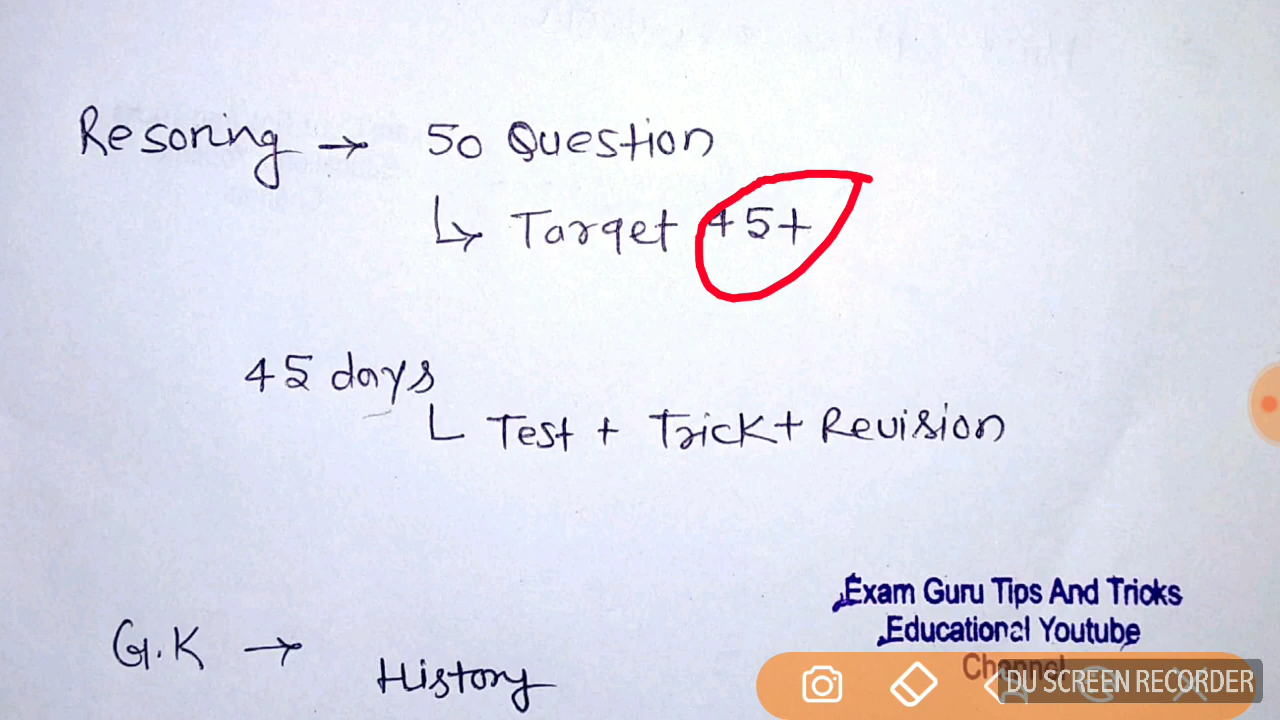 Resoning → 50 Question
↳ Target 45+
45 days
└ Test + Trick + Revision
G.K → History
Exam Guru Tips And Tricks
Educational Youtube
Channel
DU SCREEN RECORDER